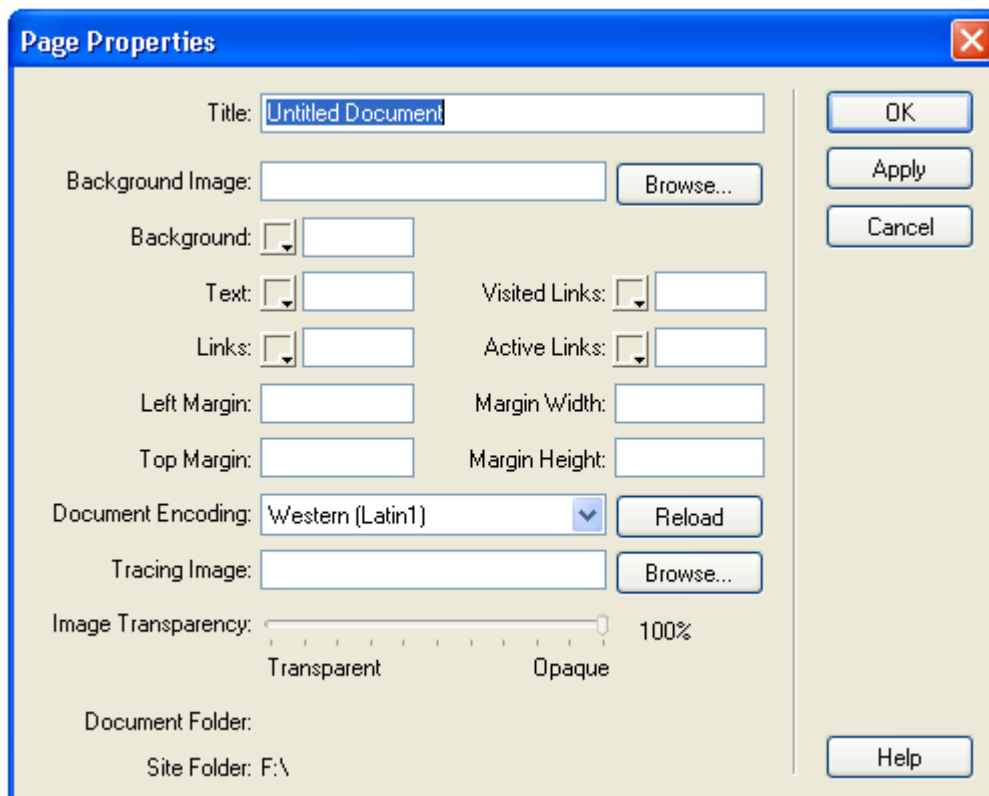 Page Properties
Title: Untitled Document
OK
Background Image:
Browse...
Apply
Background:
Cancel
Text:
Visited Links:
Links:
Active Links:
Left Margin:
Margin Width:
Top Margin:
Margin Height:
Document Encoding: Western (Latin1)
Reload
Tracing Image:
Browse...
Image Transparency:
100%
Transparent
Opaque
Document Folder:
Site Folder: F:\
Help